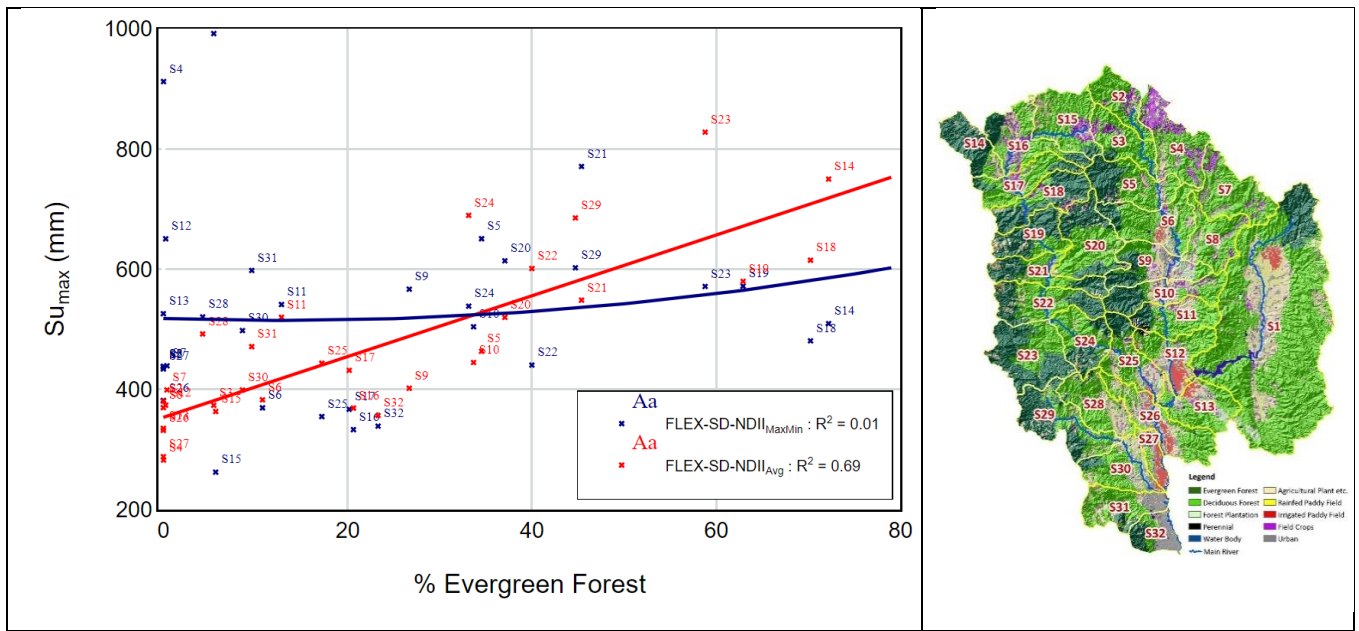 1000
800
600
400
200
0
20
40
60
80
Su_max (mm)
% Evergreen Forest
S4
S12
S13
S31
S28
S30
S11
S9
S5
S20
S24
S10
S21
S29
S22
S23
S19
S14
S18
S7
S27
S26
S6
S25
S17
S16
S32
S15
S23
S14
S24
S29
S22
S18
S19
S21
S20
S5
S10
S11
S28
S31
S25
S17
S9
S30
S6
S7
S16
S32
S15
S27
S4
Aa
FLEX-SD-NDII_MaxMin : R² = 0.01
Aa
FLEX-SD-NDII_Avg : R² = 0.69
S2
S15
S3
S14
S16
S4
S17
S18
S5
S7
S6
S19
S20
S8
S9
S21
S10
S22
S11
S1
S24
S23
S25
S12
S28
S13
S29
S26
S27
S30
S31
S32
Legend
Evergreen Forest
Agricultural Plant etc.
Deciduous Forest
Rainfed Paddy Field
Forest Plantation
Irrigated Paddy Field
Perennial
Field Crops
Water Body
Urban
Main River